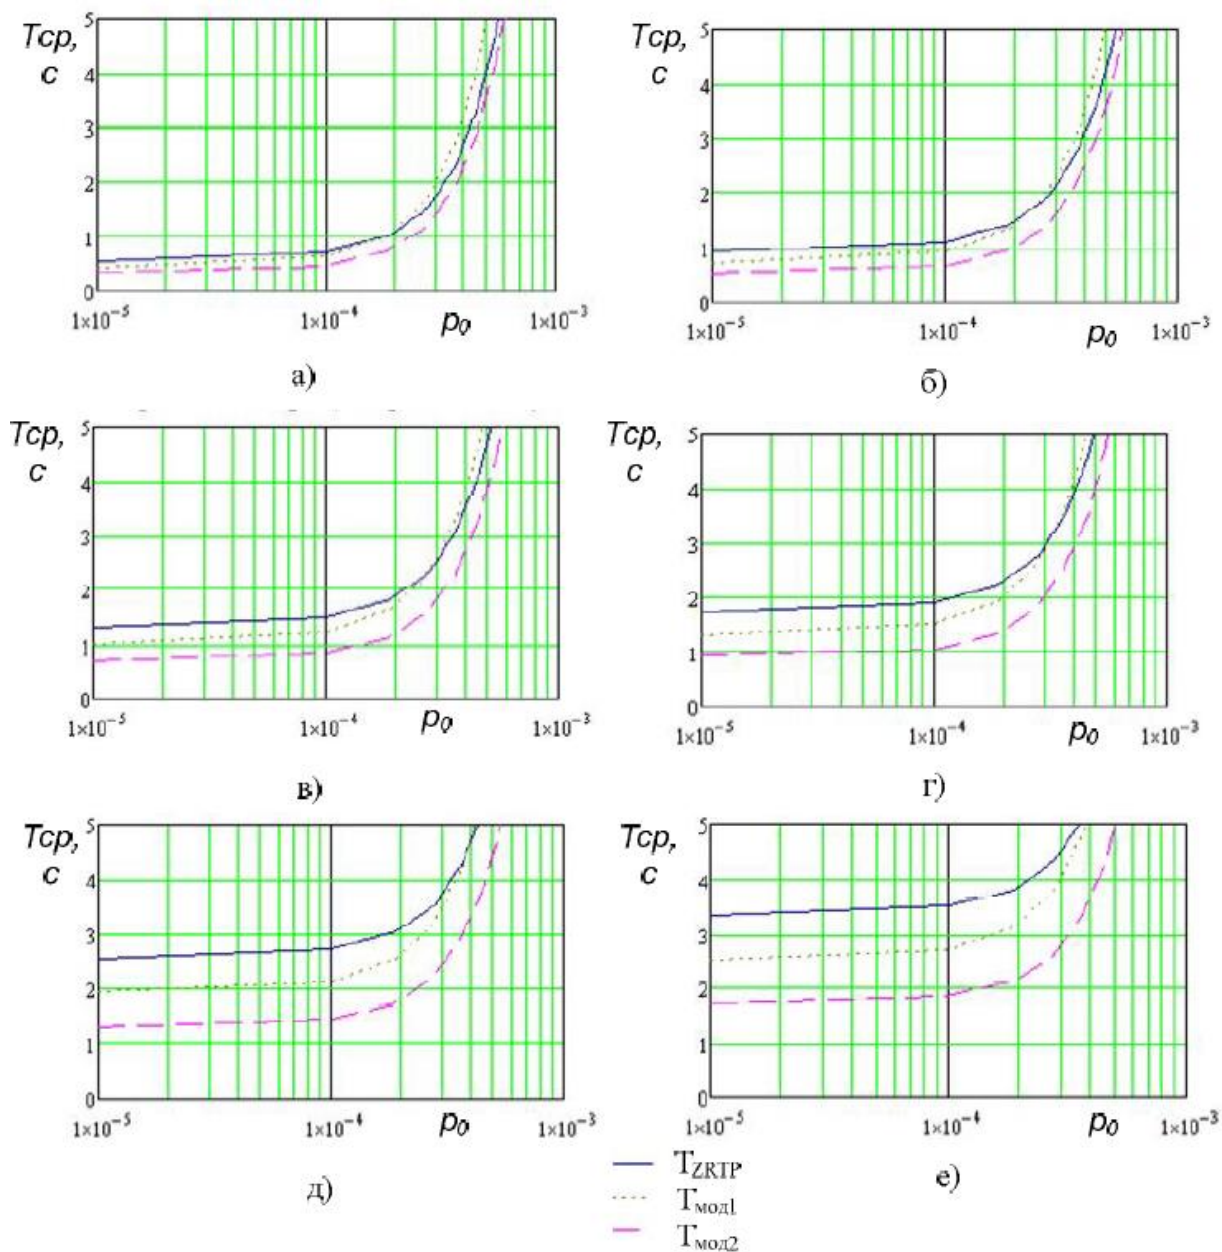 Tcp,
c
5
4
3
2
1
0
1×10⁻⁵
1×10⁻⁴
p₀
1×10⁻³
а)
Tcp,
c
5
4
3
2
1
0
1×10⁻⁵
1×10⁻⁴
p₀
1×10⁻³
б)
Tcp,
c
5
4
3
2
1
0
1×10⁻⁵
1×10⁻⁴
p₀
1×10⁻³
в)
Tcp,
c
5
4
3
2
1
0
1×10⁻⁵
1×10⁻⁴
p₀
1×10⁻³
г)
Tcp,
c
5
4
3
2
1
0
1×10⁻⁵
1×10⁻⁴
p₀
1×10⁻³
д)
Tcp,
c
5
4
3
2
1
0
1×10⁻⁵
1×10⁻⁴
p₀
1×10⁻³
е)
T_ZRTP
T_мод1
T_мод2